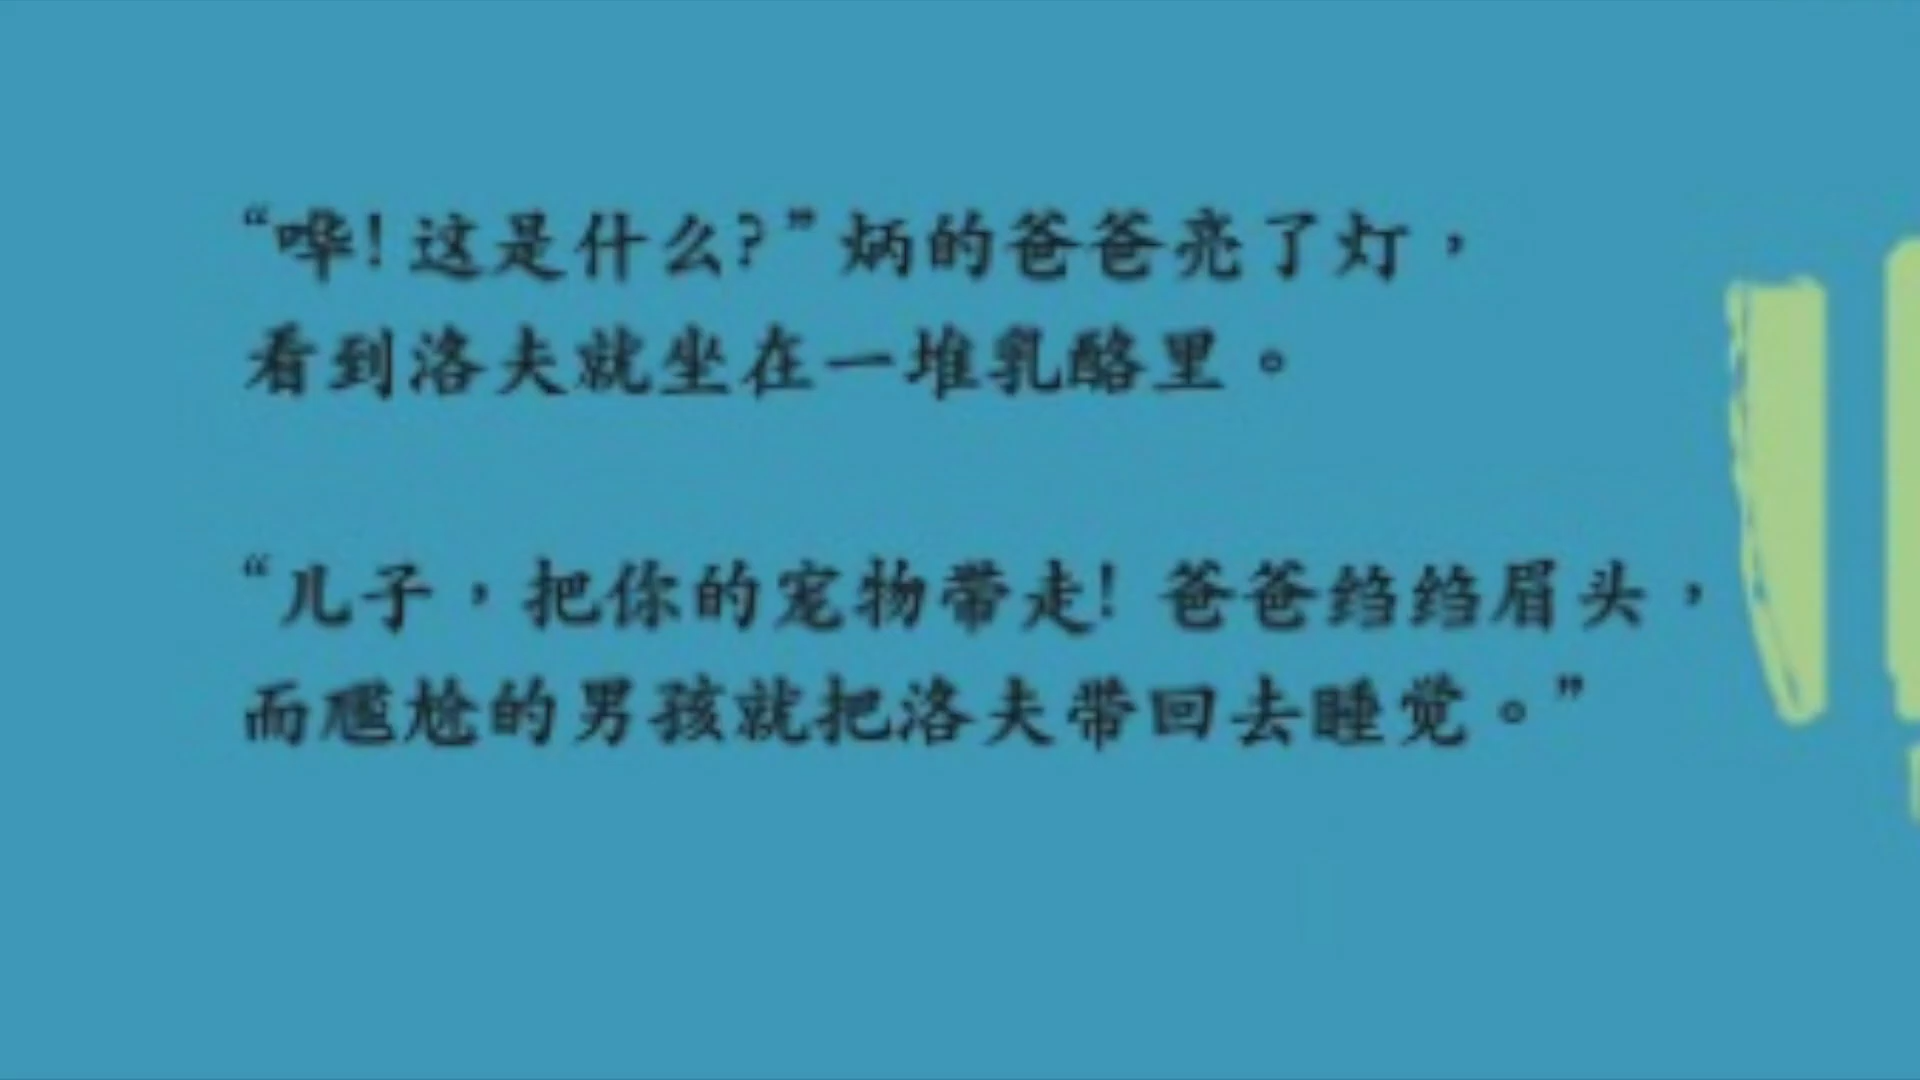 “哗! 这是什么?”炳的爸爸亮了灯，
看到洛夫就坐在一堆乳酪里。
“儿子，把你的宠物带走! 爸爸绉绉眉头，
而尴尬的男孩就把洛夫带回去睡觉。”